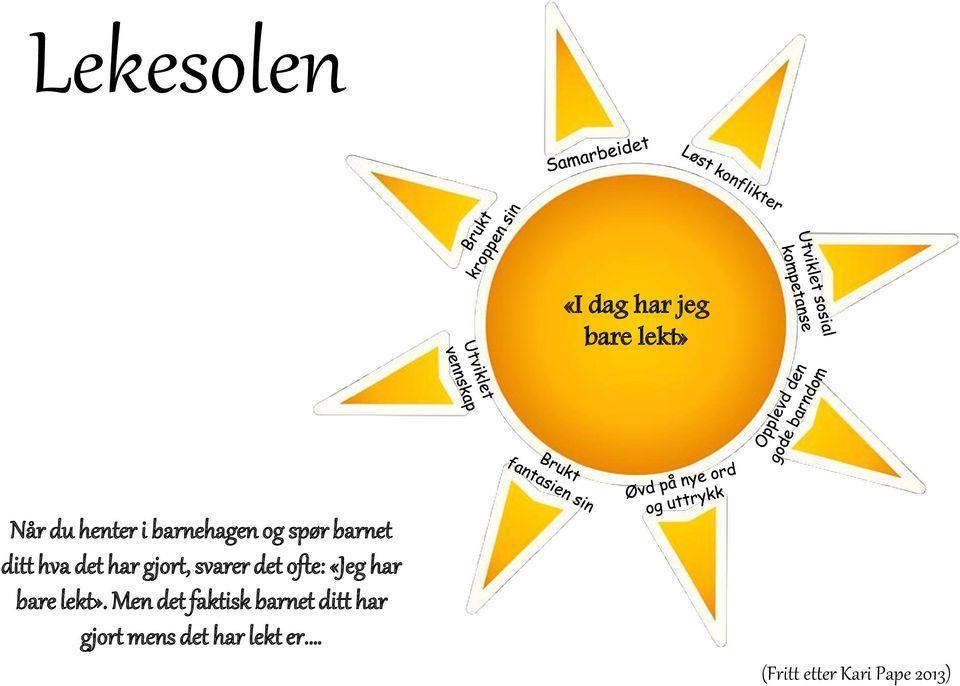 Lekesolen
Samarbeidet
Løst konflikter
Brukt
kroppen sin
Utviklet sosial
kompetanse
«I dag har jeg
bare lekt»
Utviklet
vennskap
Opplevd den
gode barndom
Brukt
fantasien sin
Øvd på nye ord
og uttrykk
Når du henter i barnehagen og spør barnet
ditt hva det har gjort, svarer det ofte: «Jeg har
bare lekt». Men det faktisk barnet ditt har
gjort mens det har lekt er....
(Fritt etter Kari Pape 2013)